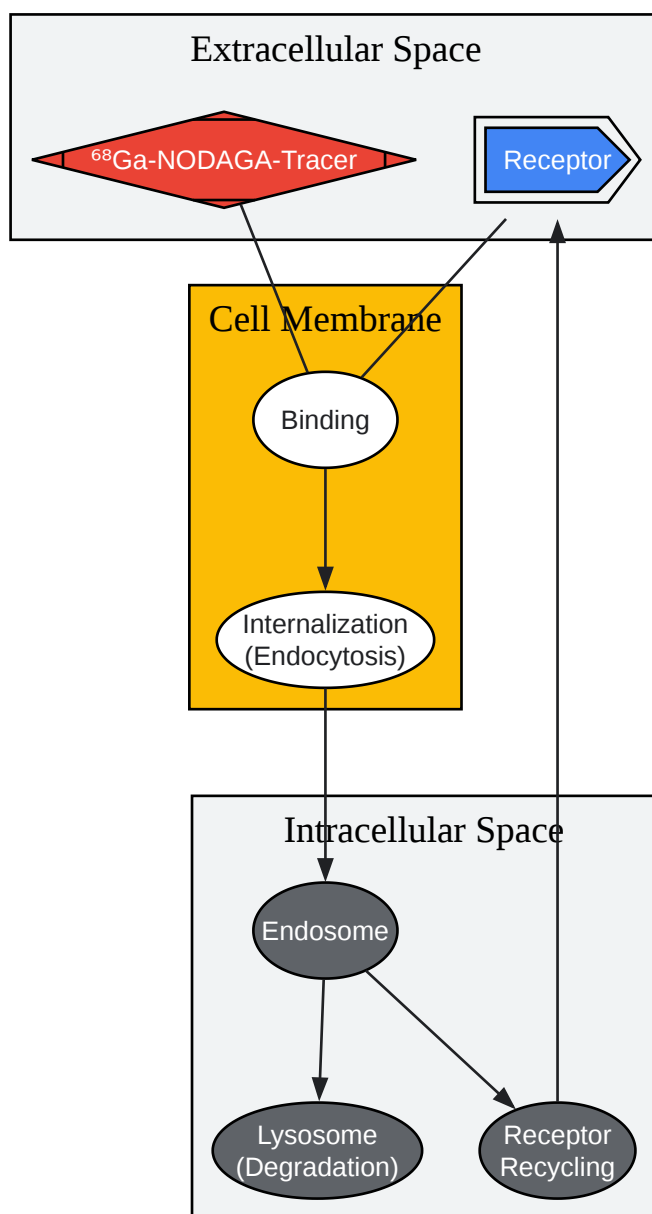 Extracellular Space
⁶⁸Ga-NODAGA-Tracer
Receptor
Cell Membrane
Binding
Internalization
(Endocytosis)
Intracellular Space
Endosome
Lysosome
(Degradation)
Receptor
Recycling